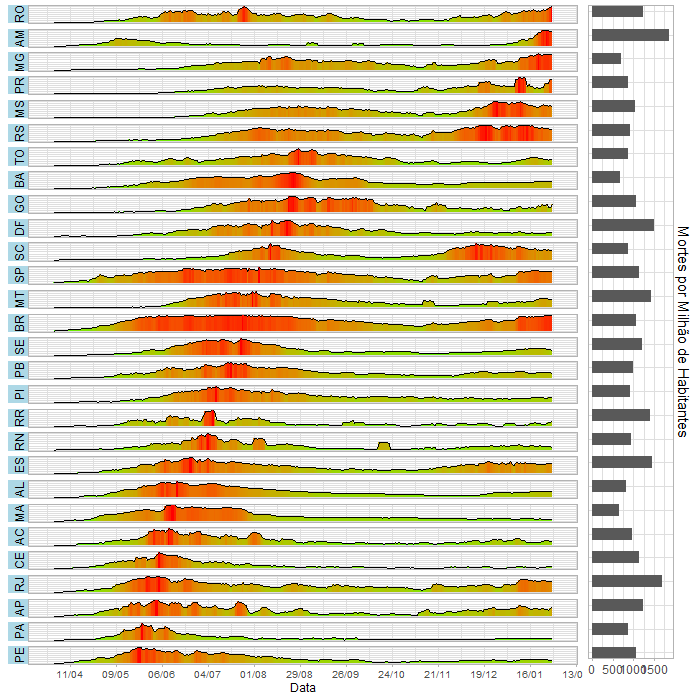 RO
AM
MG
PR
MS
RS
TO
BA
GO
DF
SC
SP
MT
BR
SE
PB
PI
RR
RN
ES
AL
MA
AC
CE
RJ
AP
PA
PE
11/04 09/05 06/06 04/07 01/08 29/08 26/09 24/10 21/11 19/12 16/01 13/0
Data
0 500 1000 1500
Mortes por Milhão de Habitantes